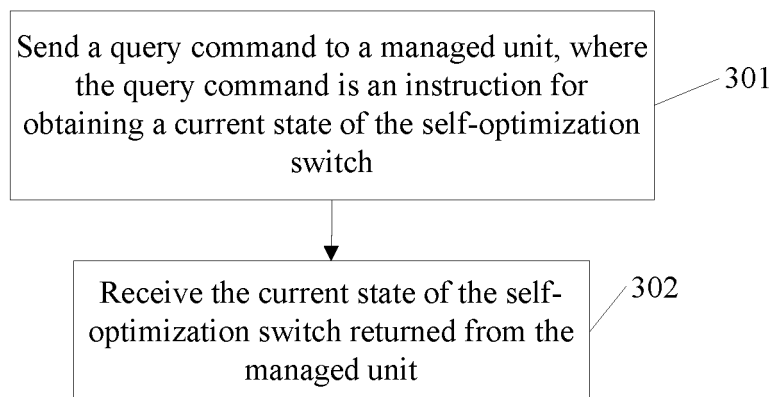 Send a query command to a managed unit, where
the query command is an instruction for
obtaining a current state of the self-optimization
switch
301
Receive the current state of the self-
optimization switch returned from the
managed unit
302